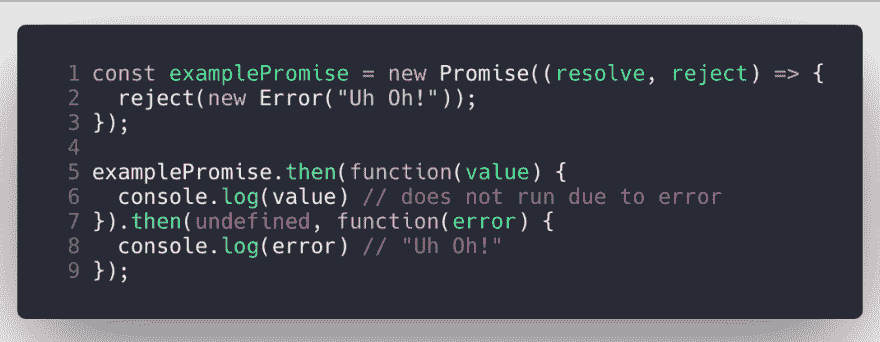 1 const examplePromise = new Promise((resolve, reject) => {
2   reject(new Error("Uh Oh!"));
3 });
4
5 examplePromise.then(function(value) {
6   console.log(value) // does not run due to error
7 }).then(undefined, function(error) {
8   console.log(error) // "Uh Oh!"
9 });